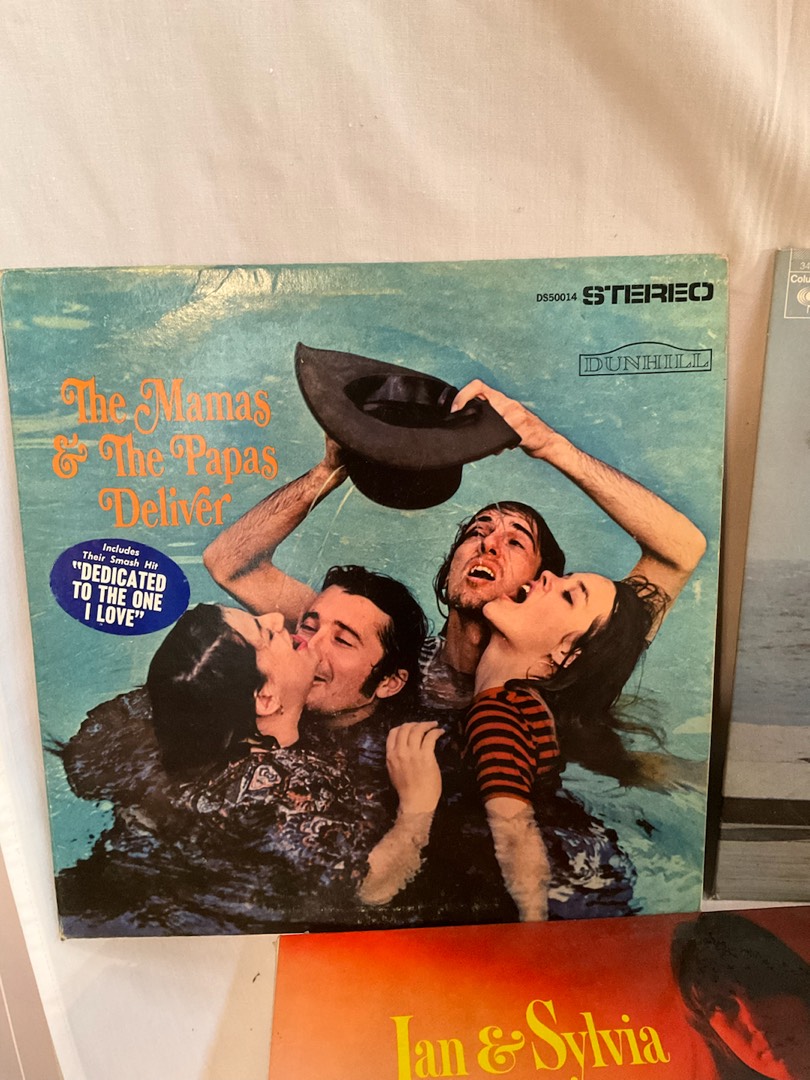 DS50014 STEREO
DUNHILL
The Mamas
& The Papas
Deliver
Includes
Their Smash Hit
"DEDICATED
TO THE ONE
I LOVE"
Ian & Sylvia